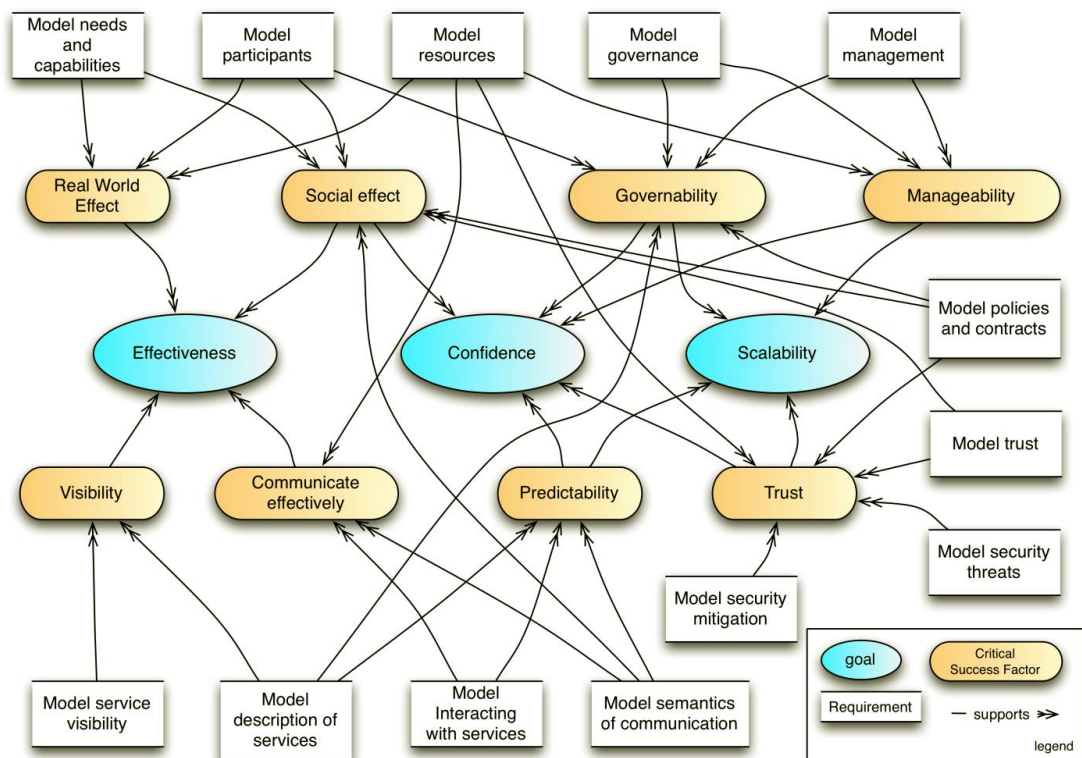 Model needs
and
capabilities
Model
participants
Model
resources
Model
governance
Model
management
Real World
Effect
Social effect
Governability
Manageability
Model policies
and contracts
Effectiveness
Confidence
Scalability
Model trust
Visibility
Communicate
effectively
Predictability
Trust
Model security
threats
Model security
mitigation
Model service
visibility
Model
description of
services
Model
Interacting
with services
Model semantics
of communication
goal
Critical
Success Factor
Requirement
supports
legend